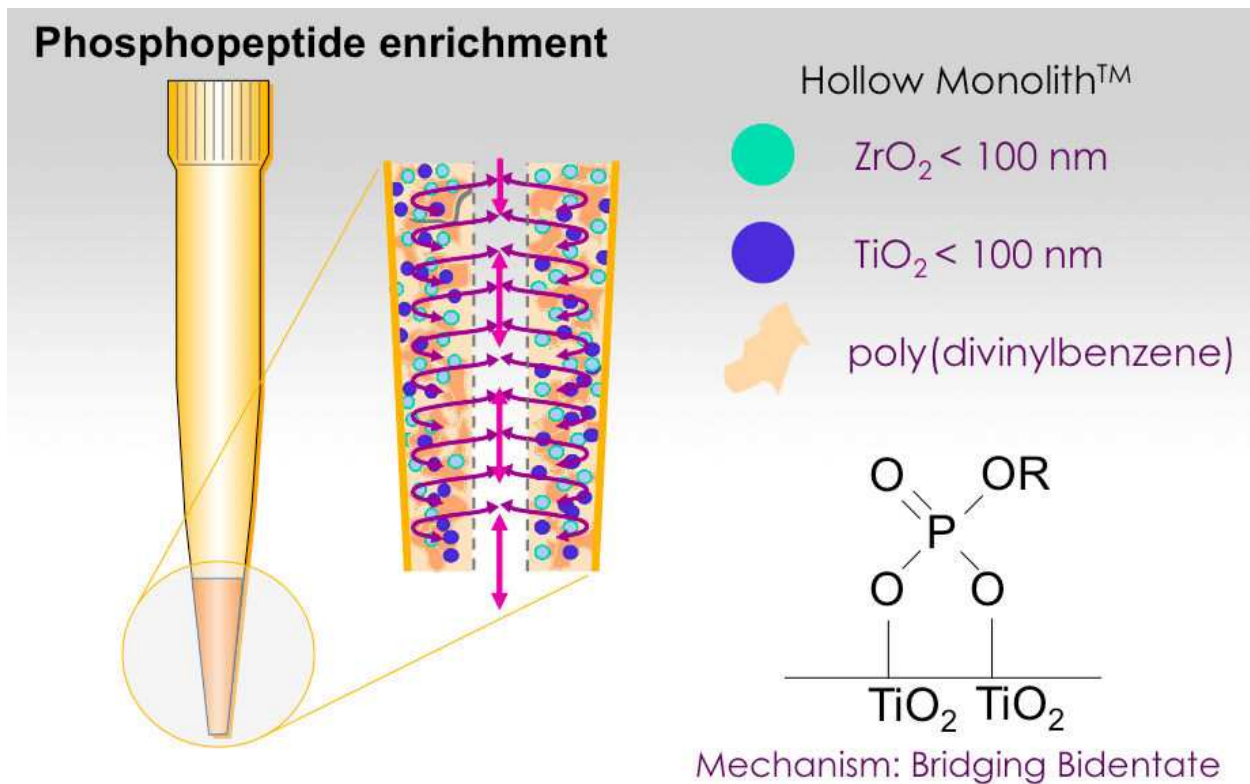 Phosphopeptide enrichment
Hollow Monolith™
ZrO₂ < 100 nm
TiO₂ < 100 nm
poly(divinylbenzene)
O OR
P
O O
TiO₂ TiO₂
Mechanism: Bridging Bidentate